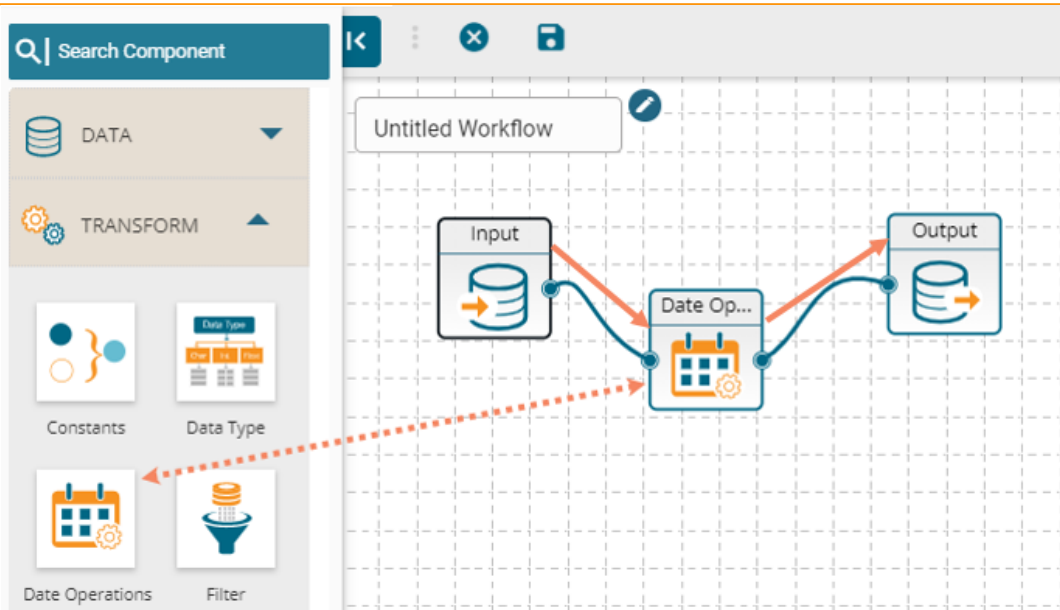 Search Component
DATA
TRANSFORM
Data Type
Char Int Float
Constants
Data Type
Date Operations
Filter
Untitled Workflow
Input
Date Op...
Output